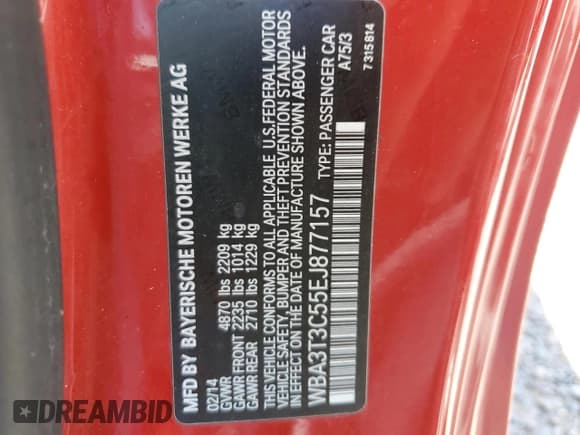 MFD BY BAYERISCHE MOTOREN WERKE AG
02/14
GVWR 4870 lbs 2209 kg
GAWR FRONT 2235 lbs 1014 kg
GAWR REAR 2710 lbs 1229 kg
THIS VEHICLE CONFORMS TO ALL APPLICABLE U.S.FEDERAL MOTOR
VEHICLE SAFETY, BUMPER AND THEFT PREVENTION STANDARDS
IN EFFECT ON THE DATE OF MANUFACTURE SHOWN ABOVE.
WBA3T3C55EJ877157 TYPE: PASSENGER CAR
A75/3
7 315 814
DREAMBID